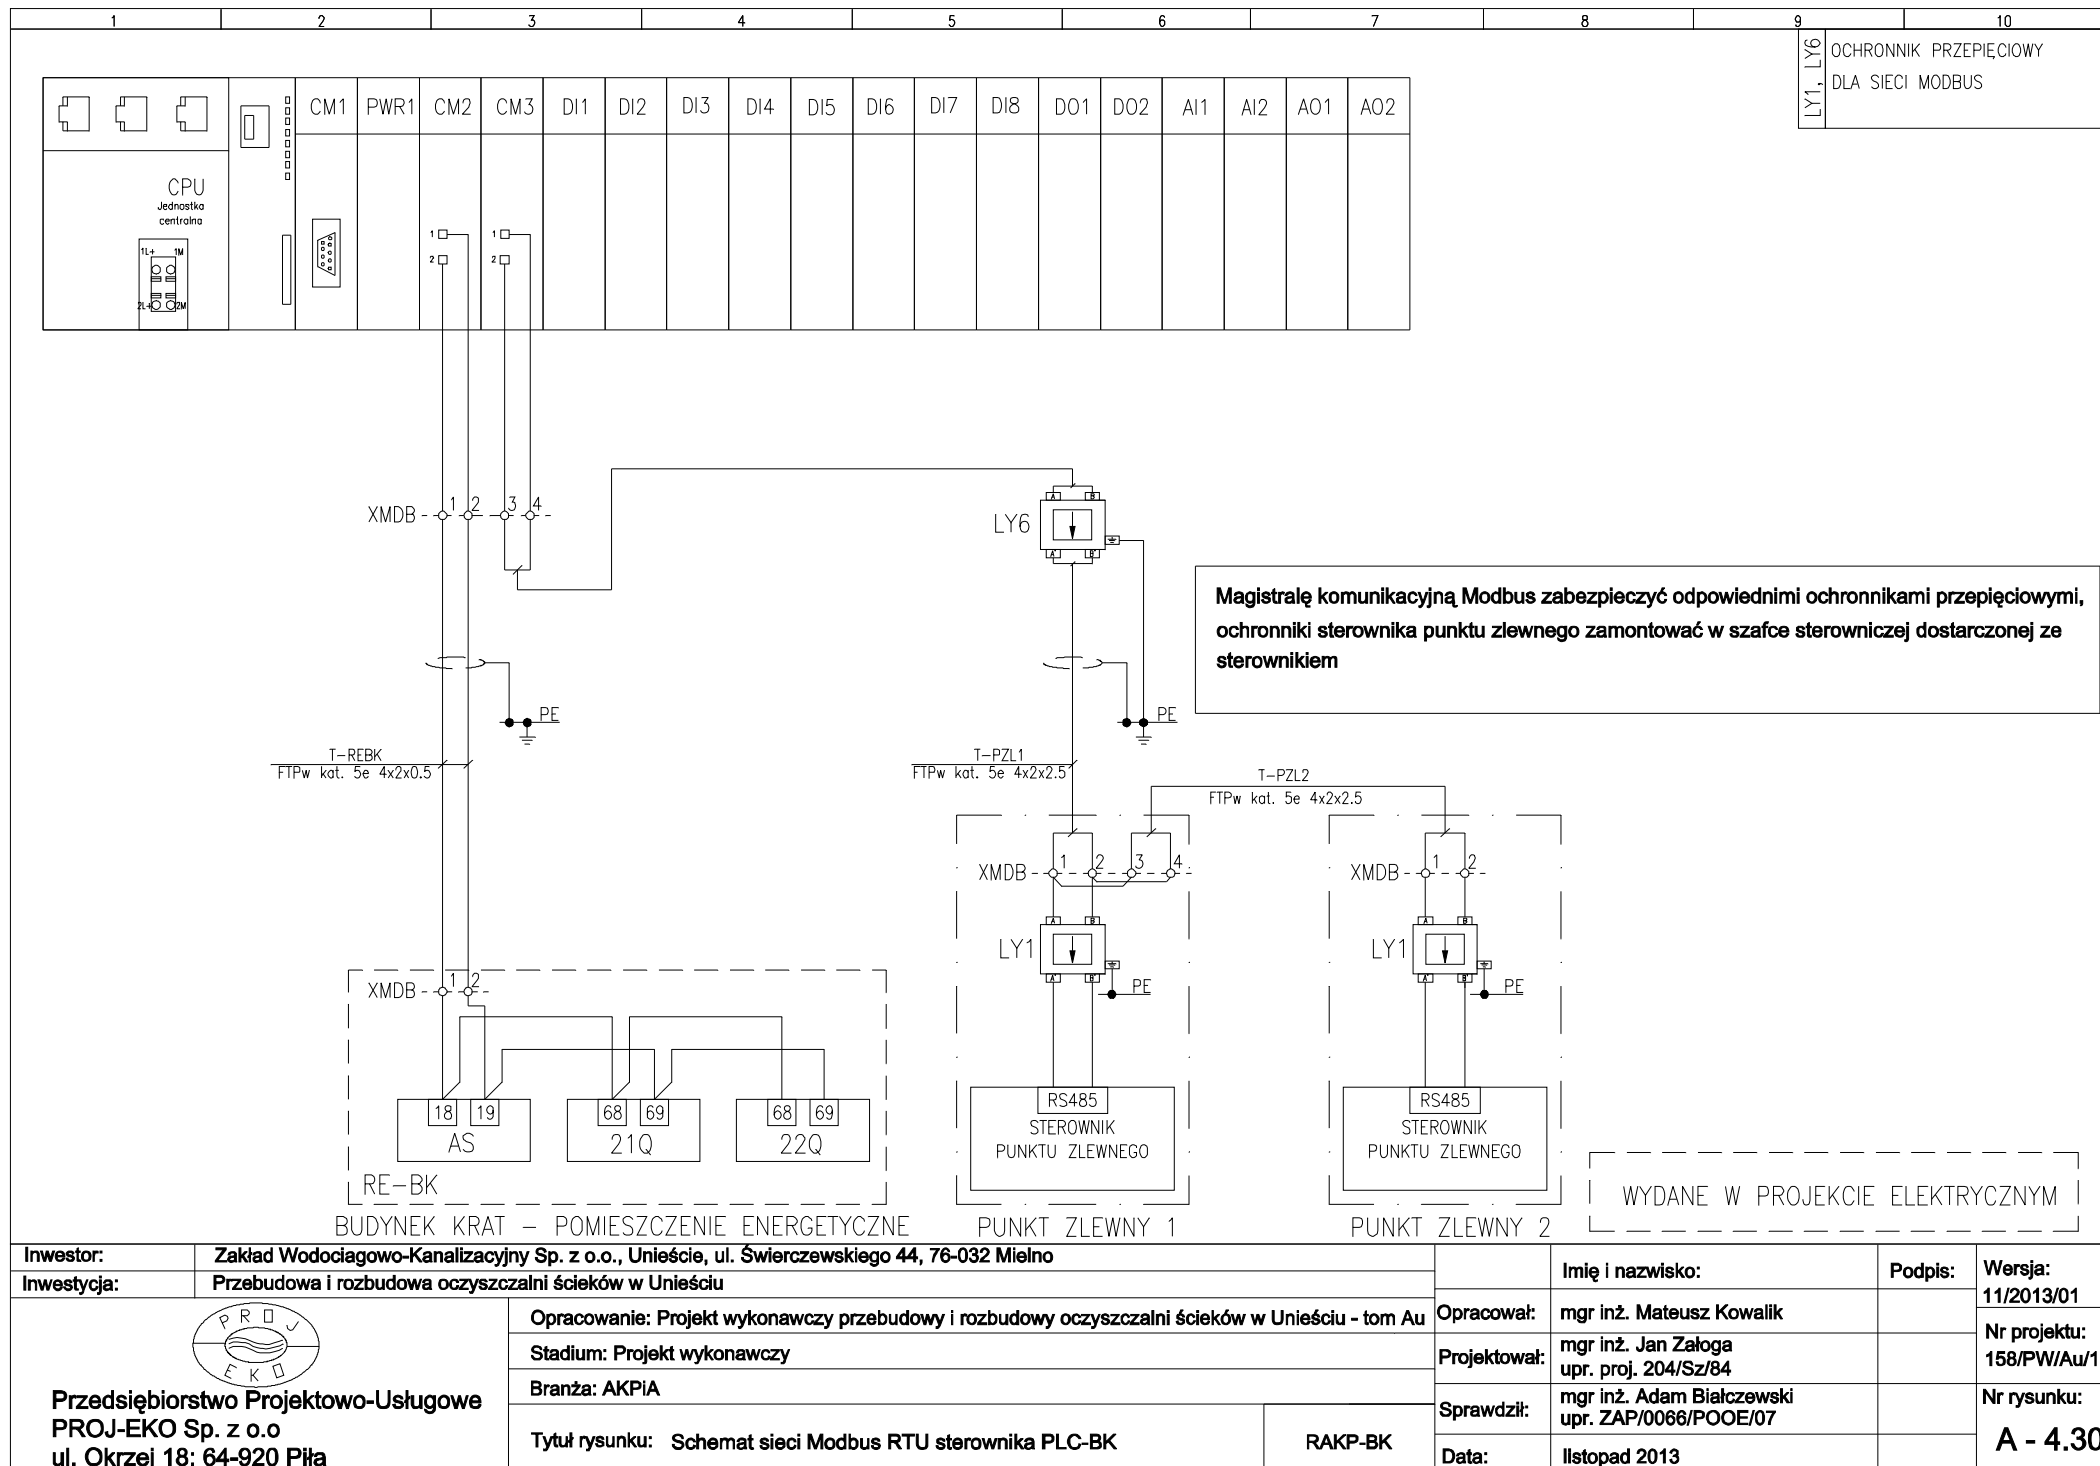 1 2 3 4 5 6 7 8 9 10
LY1, LY6
OCHRONNIK PRZEPIĘCIOWY
DLA SIECI MODBUS
CM1 PWR1 CM2 CM3 DI1 DI2 DI3 DI4 DI5 DI6 DI7 DI8 DO1 DO2 AI1 AI2 AO1 AO2
CPU
Jednostka
centralna
1L+ 1M
2L+ 2M
1 1
2 2
XMDB 1 2 3 4
A B
LY6
A' B'
Magistralę komunikacyjną Modbus zabezpieczyć odpowiednimi ochronnikami przepięciowymi,
ochronniki sterownika punktu zlewnego zamontować w szafce sterowniczej dostarczonej ze
sterownikiem
PE PE
T-REBK
FTPw kat. 5e 4x2x0.5
T-PZL1
FTPw kat. 5e 4x2x2.5
T-PZL2
FTPw kat. 5e 4x2x2.5
XMDB 1 2 3 4
XMDB 1 2
A B
LY1
A' B'
PE
A B
LY1
A' B'
PE
XMDB 1 2
18 19
AS
68 69
21Q
68 69
22Q
RE-BK
BUDYNEK KRAT - POMIESZCZENIE ENERGETYCZNE
RS485
STEROWNIK
PUNKTU ZLEWNEGO
PUNKT ZLEWNY 1
RS485
STEROWNIK
PUNKTU ZLEWNEGO
PUNKT ZLEWNY 2
WYDANE W PROJEKCIE ELEKTRYCZNYM
Inwestor: Zakład Wodociagowo-Kanalizacyjny Sp. z o.o., Unieście, ul. Świerczewskiego 44, 76-032 Mielno
Inwestycja: Przebudowa i rozbudowa oczyszczalni ścieków w Unieściu
PROJ
EKO
Przedsiębiorstwo Projektowo-Usługowe
PROJ-EKO Sp. z o.o
ul. Okrzei 18; 64-920 Piła
Opracowanie: Projekt wykonawczy przebudowy i rozbudowy oczyszczalni ścieków w Unieściu - tom Au
Stadium: Projekt wykonawczy
Branża: AKPiA
Tytuł rysunku: Schemat sieci Modbus RTU sterownika PLC-BK
RAKP-BK
Imię i nazwisko: Podpis:
Opracował: mgr inż. Mateusz Kowalik
Projektował: mgr inż. Jan Załoga
upr. proj. 204/Sz/84
Sprawdził: mgr inż. Adam Białczewski
upr. ZAP/0066/POOE/07
Data: listopad 2013
Wersja:
11/2013/01
Nr projektu:
158/PW/Au/1
Nr rysunku:
A - 4.30